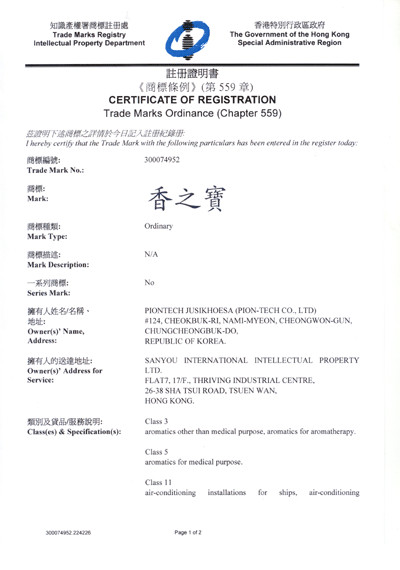 知識產權署商標註冊處
Trade Marks Registry
Intellectual Property Department
香港特別行政區政府
The Government of the Hong Kong
Special Administrative Region
註冊證明書
《商標條例》(第 559 章)
CERTIFICATE OF REGISTRATION
Trade Marks Ordinance (Chapter 559)
茲證明下述商標之詳情於今日記入註冊紀錄冊:
I hereby certify that the Trade Mark with the following particulars has been entered in the register today:
商標編號: 300074952
Trade Mark No.:
商標: 香之寶
Mark:
商標種類: Ordinary
Mark Type:
商標描述: N/A
Mark Description:
一系列商標: No
Series Mark:
擁有人姓名/名稱、 PIONTECH JUSIKHOESA (PION-TECH CO., LTD)
地址: #124, CHEOKBUK-RI, NAMI-MYEON, CHEONGWON-GUN,
Owner(s)' Name, CHUNGCHEONGBUK-DO,
Address: REPUBLIC OF KOREA.
擁有人的送達地址: SANYOU INTERNATIONAL INTELLECTUAL PROPERTY
Owner(s)' Address for LTD.
Service: FLAT7, 17/F., THRIVING INDUSTRIAL CENTRE,
26-38 SHA TSUI ROAD, TSUEN WAN,
HONG KONG.
類別及貨品/服務說明: Class 3
Class(es) & Specification(s): aromatics other than medical purpose, aromatics for aromatherapy.
Class 5
aromatics for medical purpose.
Class 11
air-conditioning installations for ships, air-conditioning
300074952 224226 Page 1 of 2